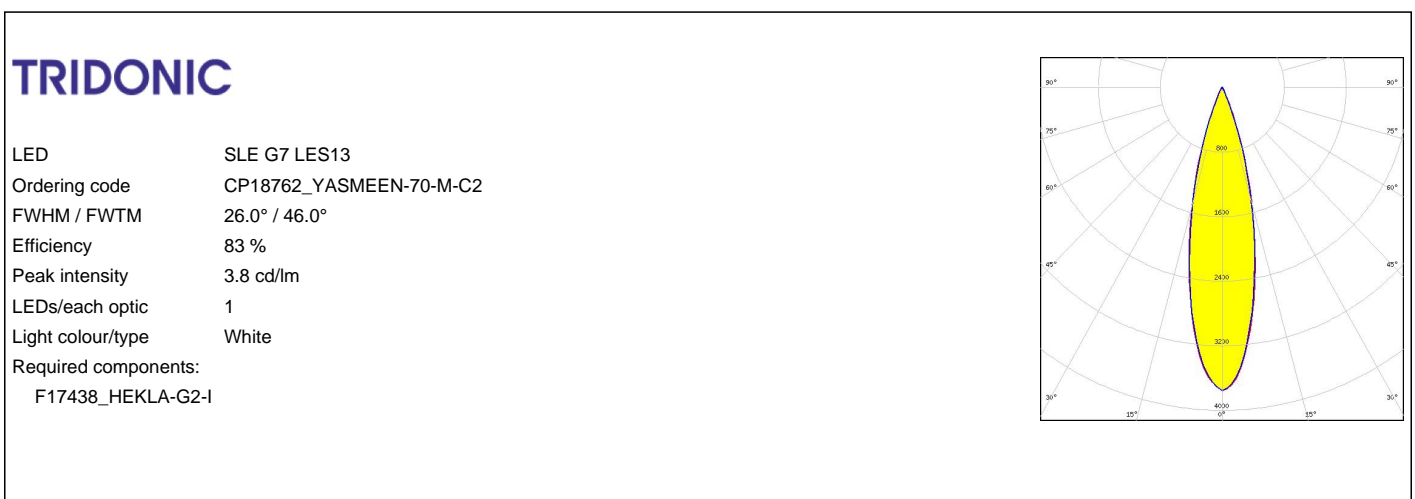 TRIDONIC
LED SLE G7 LES13
Ordering code CP18762_YASMEEN-70-M-C2
FWHM / FWTM 26.0° / 46.0°
Efficiency 83 %
Peak intensity 3.8 cd/lm
LEDs/each optic 1
Light colour/type White
Required components:
F17438_HEKLA-G2-I
90° 90°
75° 75°
800
60° 60°
1600
45° 45°
2400
3200
30° 30°
4000
15° 0° 15°